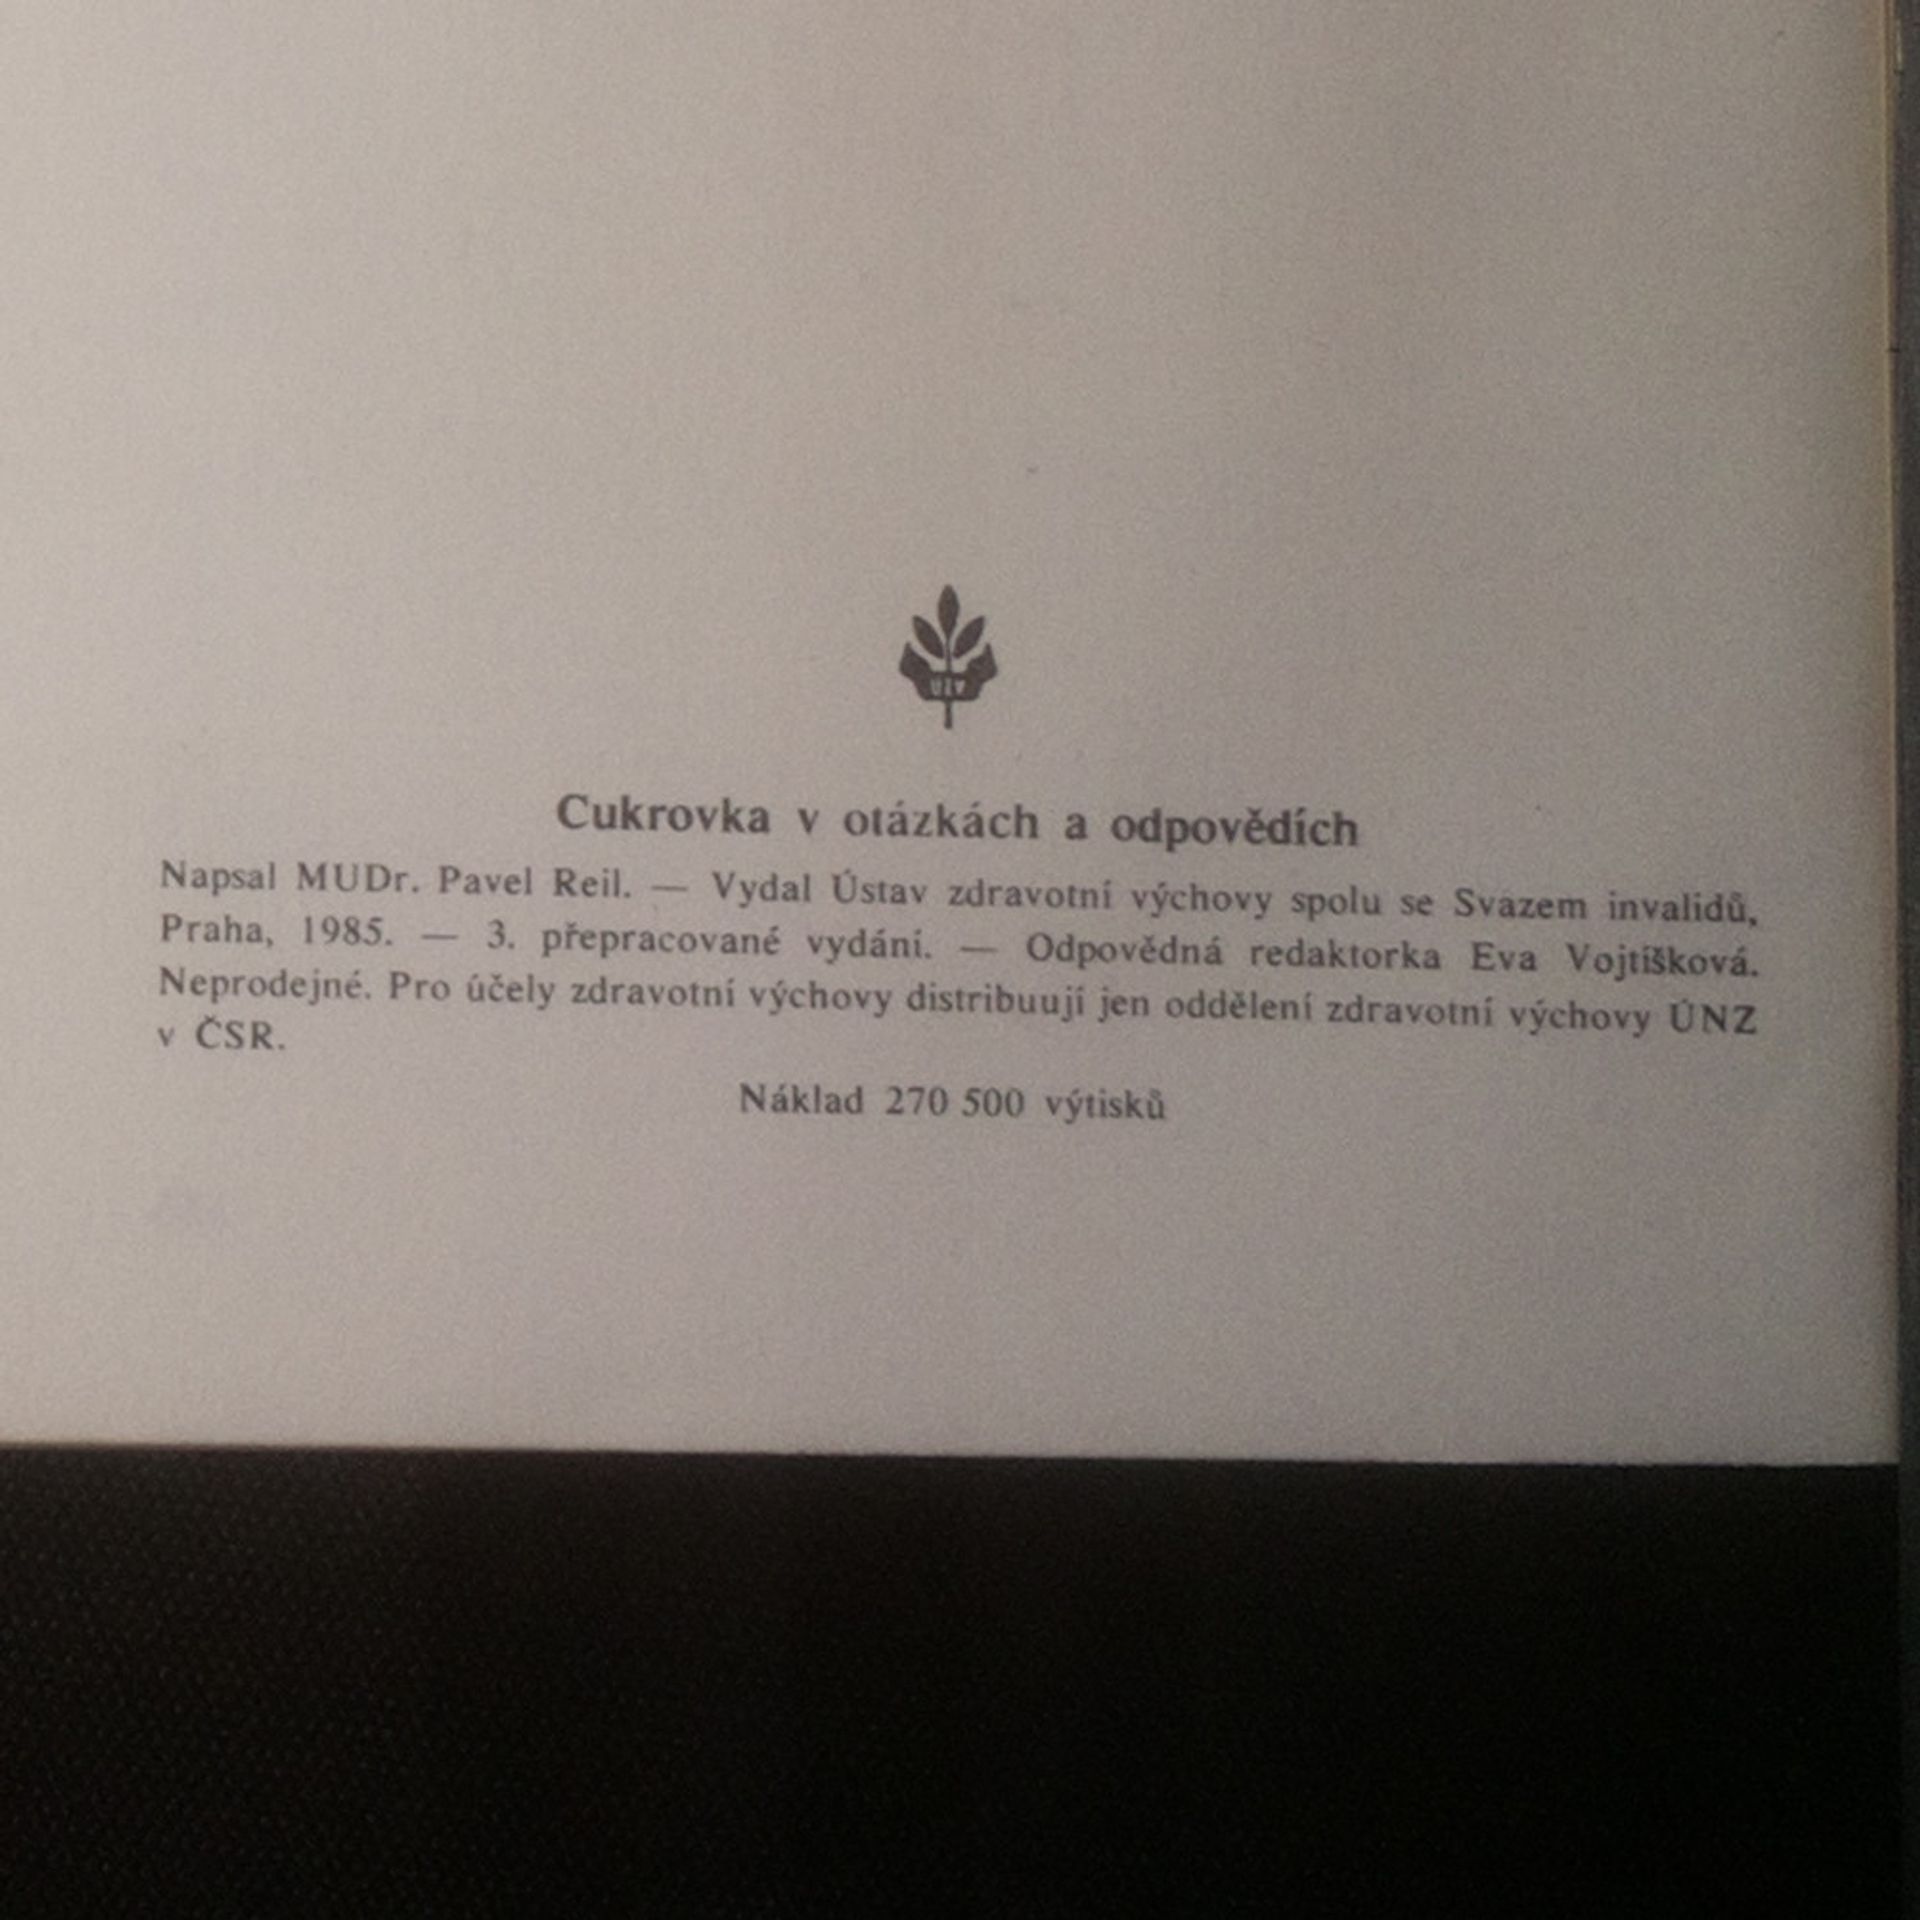 ÚZV
Cukrovka v otázkách a odpovědích
Napsal MUDr. Pavel Reil. — Vydal Ústav zdravotní výchovy spolu se Svazem invalidů,
Praha, 1985. — 3. přepracované vydání. — Odpovědná redaktorka Eva Vojtíšková.
Neprodejné. Pro účely zdravotní výchovy distribuují jen oddělení zdravotní výchovy ÚNZ
v ČSR.
Náklad 270 500 výtisků